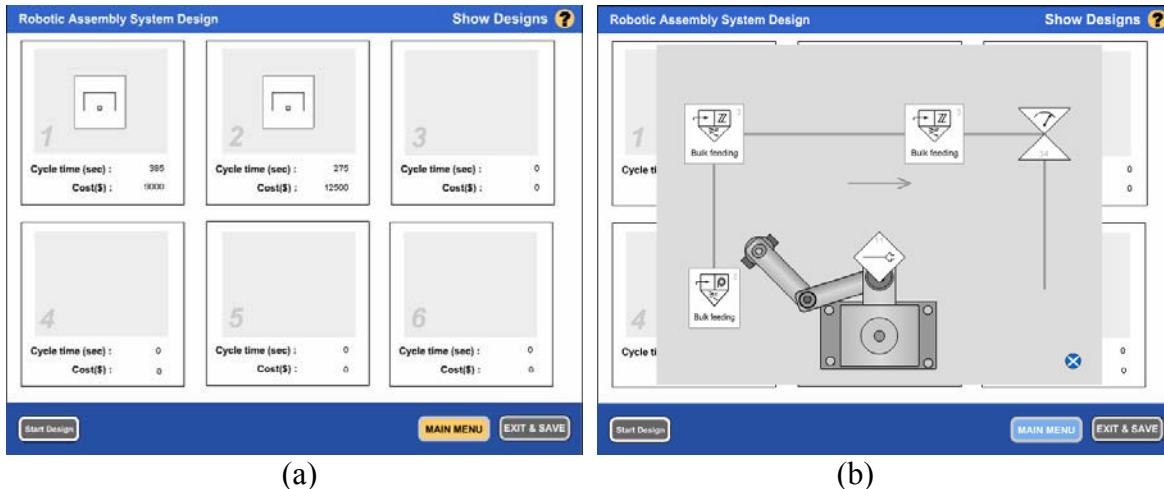 Robotic Assembly System Design Show Designs ?
1 2 3
Cycle time (sec) : 385 Cycle time (sec) : 275 Cycle time (sec) : 0
Cost($) : 9000 Cost($) : 12500 Cost($) : 0
4 5 6
Cycle time (sec) : 0 Cycle time (sec) : 0 Cycle time (sec) : 0
Cost($) : 0 Cost($) : 0 Cost($) : 0
Start Design MAIN MENU EXIT & SAVE
(a)
Robotic Assembly System Design Show Designs ?
1
3 3
Bulk feeding Bulk feeding
14
Cycle ti 0
0
11
Bulk feeding
4
Cycle ti 0
0
Start Design MAIN MENU EXIT & SAVE
(b)